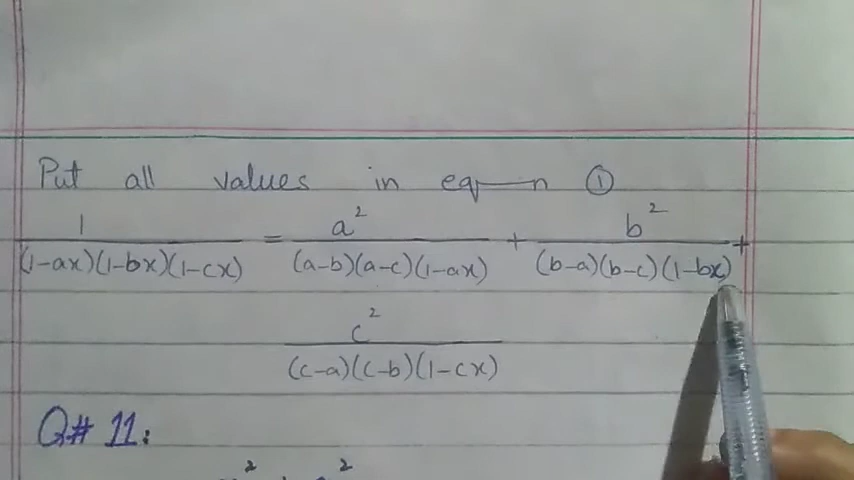 Put all values in eqn ①
1/(1-ax)(1-bx)(1-cx) = a²/(a-b)(a-c)(1-ax) + b²/(b-a)(b-c)(1-bx) +
c²/(c-a)(c-b)(1-cx)
Q# 11: